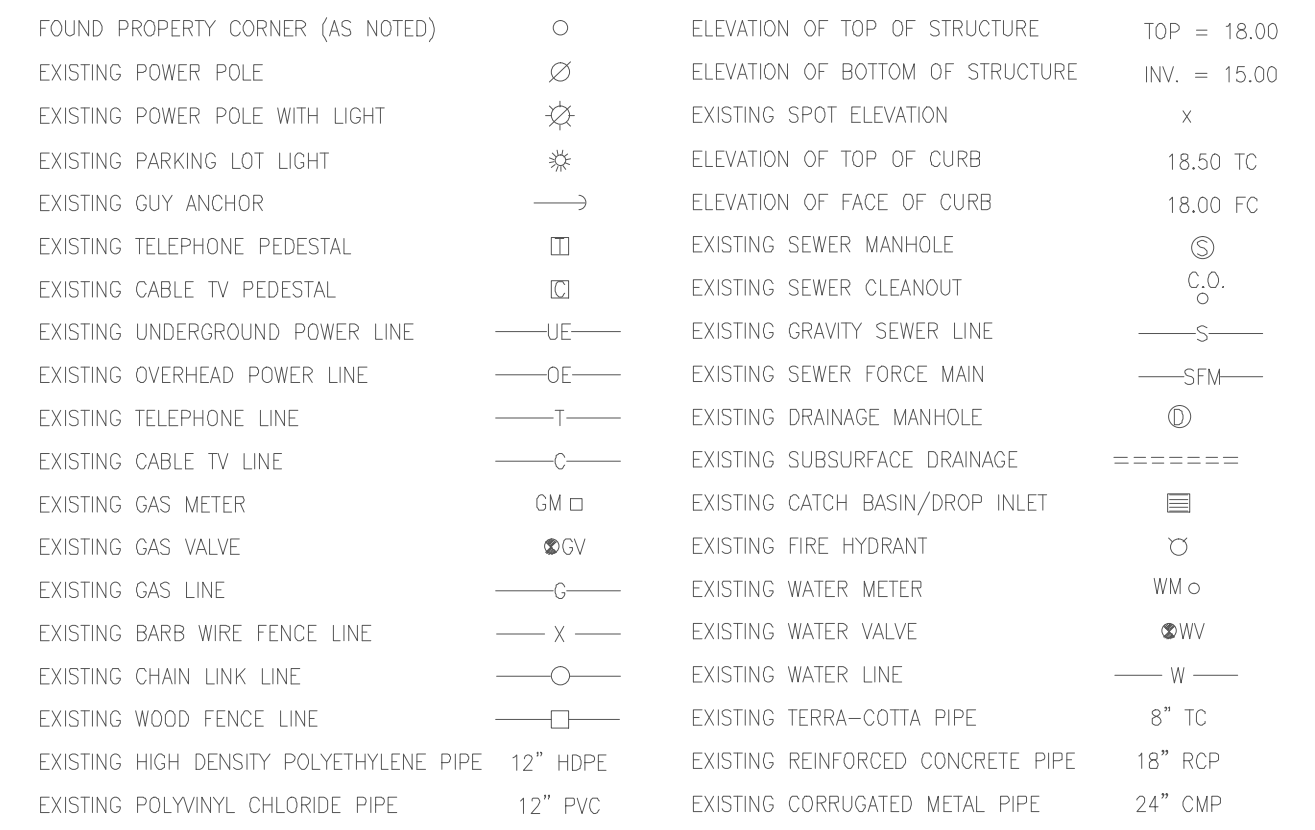 FOUND PROPERTY CORNER (AS NOTED)
EXISTING POWER POLE
EXISTING POWER POLE WITH LIGHT
EXISTING PARKING LOT LIGHT
EXISTING GUY ANCHOR
EXISTING TELEPHONE PEDESTAL T
EXISTING CABLE TV PEDESTAL C
EXISTING UNDERGROUND POWER LINE UE
EXISTING OVERHEAD POWER LINE OE
EXISTING TELEPHONE LINE T
EXISTING CABLE TV LINE C
EXISTING GAS METER GM
EXISTING GAS VALVE GV
EXISTING GAS LINE G
EXISTING BARB WIRE FENCE LINE X
EXISTING CHAIN LINK LINE
EXISTING WOOD FENCE LINE
EXISTING HIGH DENSITY POLYETHYLENE PIPE 12" HDPE
EXISTING POLYVINYL CHLORIDE PIPE 12" PVC
ELEVATION OF TOP OF STRUCTURE TOP = 18.00
ELEVATION OF BOTTOM OF STRUCTURE INV. = 15.00
EXISTING SPOT ELEVATION x
ELEVATION OF TOP OF CURB 18.50 TC
ELEVATION OF FACE OF CURB 18.00 FC
EXISTING SEWER MANHOLE S
EXISTING SEWER CLEANOUT C.O.
EXISTING GRAVITY SEWER LINE S
EXISTING SEWER FORCE MAIN SFM
EXISTING DRAINAGE MANHOLE D
EXISTING SUBSURFACE DRAINAGE =======
EXISTING CATCH BASIN/DROP INLET
EXISTING FIRE HYDRANT
EXISTING WATER METER WM
EXISTING WATER VALVE WV
EXISTING WATER LINE W
EXISTING TERRA-COTTA PIPE 8" TC
EXISTING REINFORCED CONCRETE PIPE 18" RCP
EXISTING CORRUGATED METAL PIPE 24" CMP